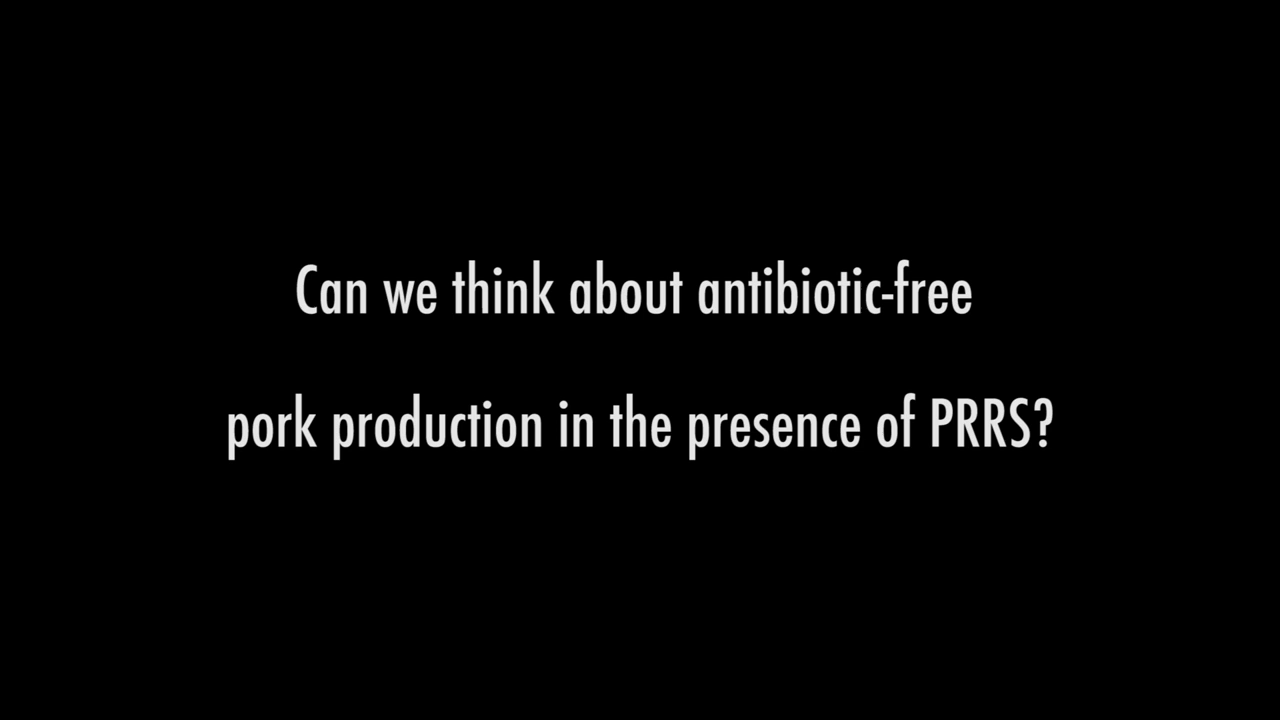 Can we think about antibiotic-free
pork production in the presence of PRRS?